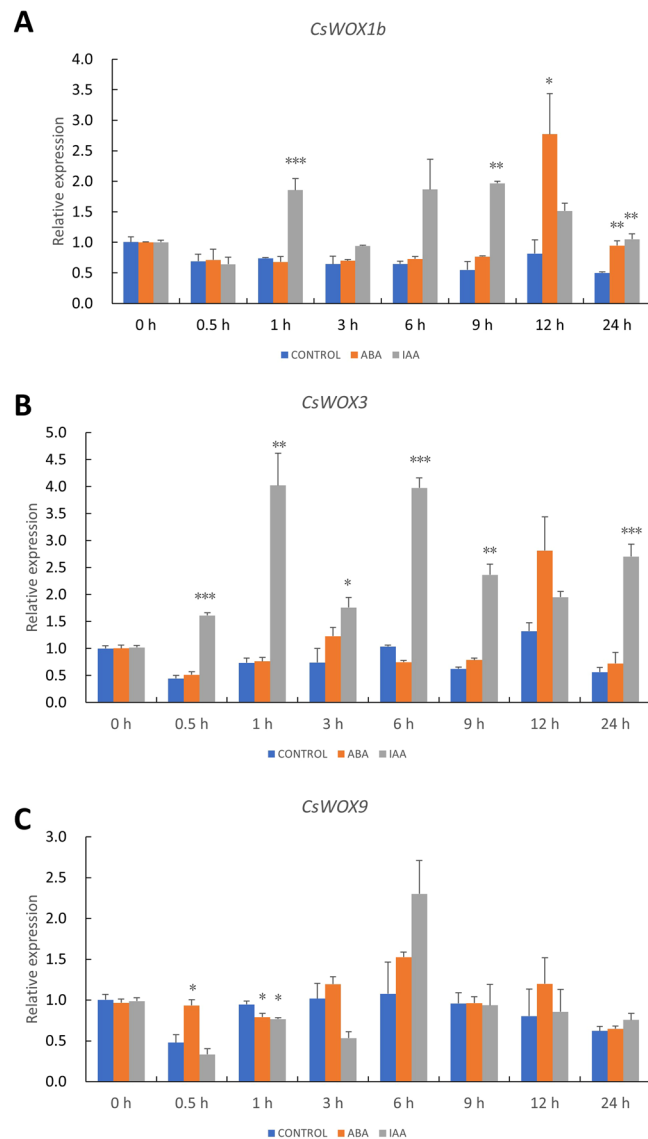 A
CsWOX1b
Relative expression
4.0
3.5
3.0
2.5
2.0
1.5
1.0
0.5
0.0
***
**
*
**
**
0 h 0.5 h 1 h 3 h 6 h 9 h 12 h 24 h
CONTROL ABA IAA
B
CsWOX3
Relative expression
5.0
4.5
4.0
3.5
3.0
2.5
2.0
1.5
1.0
0.5
0.0
***
**
*
***
**
***
0 h 0.5 h 1 h 3 h 6 h 9 h 12 h 24 h
CONTROL ABA IAA
C
CsWOX9
Relative expression
3.0
2.5
2.0
1.5
1.0
0.5
0.0
*
*
*
0 h 0.5 h 1 h 3 h 6 h 9 h 12 h 24 h
CONTROL ABA IAA